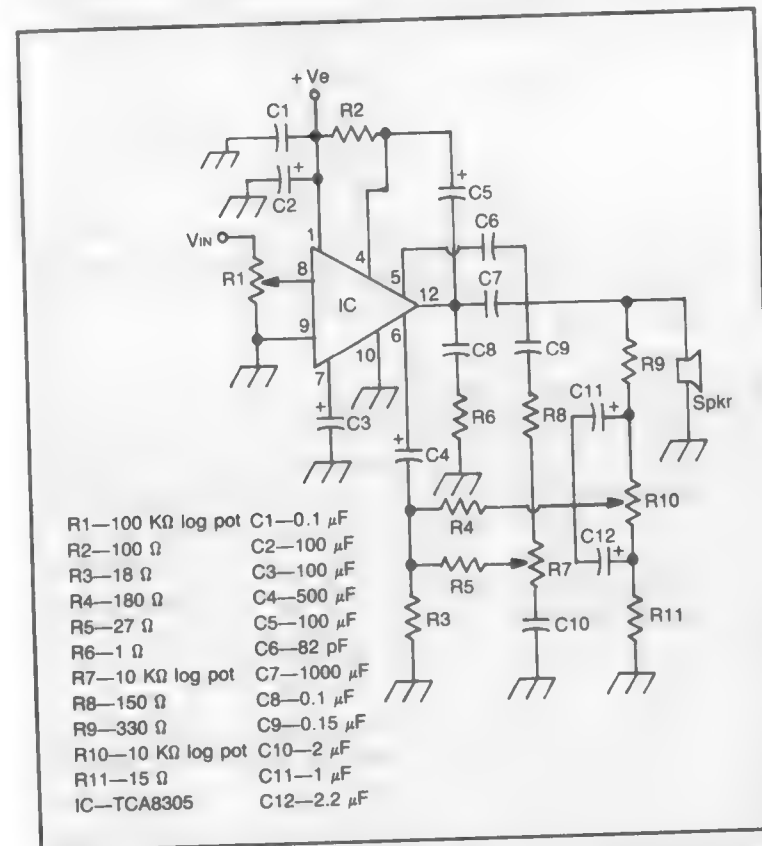 + Ve
C1
R2
C2
C5
VIN
C6
R1
1
4
5
8
IC
12
C7
9
6
7
10
C8
C9
R9
C3
C4
R6
R8
C11
Spkr
R4
R10
R5
R7
C12
R3
C10
R11
R1—100 KΩ log pot C1—0.1 μF
R2—100 Ω C2—100 μF
R3—18 Ω C3—100 μF
R4—180 Ω C4—500 μF
R5—27 Ω C5—100 μF
R6—1 Ω C6—82 pF
R7—10 KΩ log pot C7—1000 μF
R8—150 Ω C8—0.1 μF
R9—330 Ω C9—0.15 μF
R10—10 KΩ log pot C10—2 μF
R11—15 Ω C11—1 μF
IC—TCA8305 C12—2.2 μF